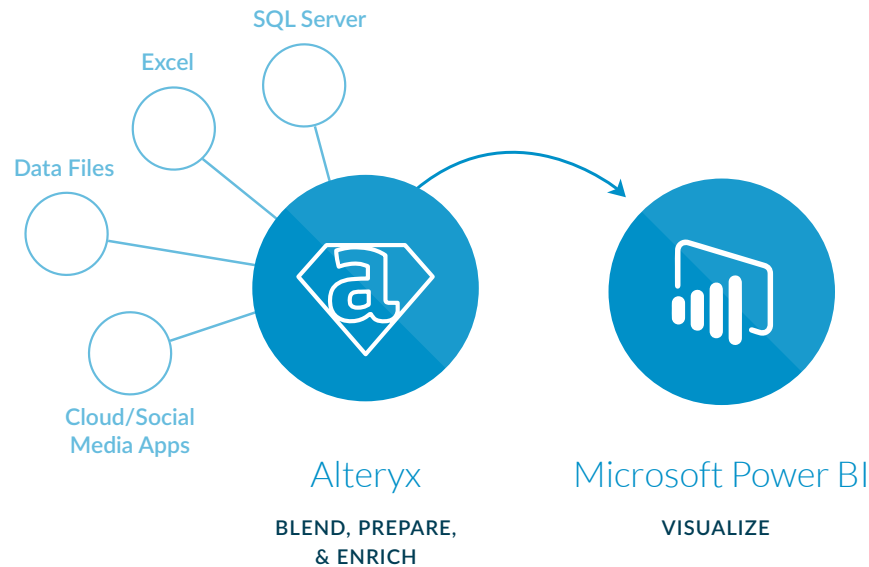 SQL Server
Excel
Data Files
Cloud/Social
Media Apps
a
Alteryx
BLEND, PREPARE,
& ENRICH
Microsoft Power BI
VISUALIZE